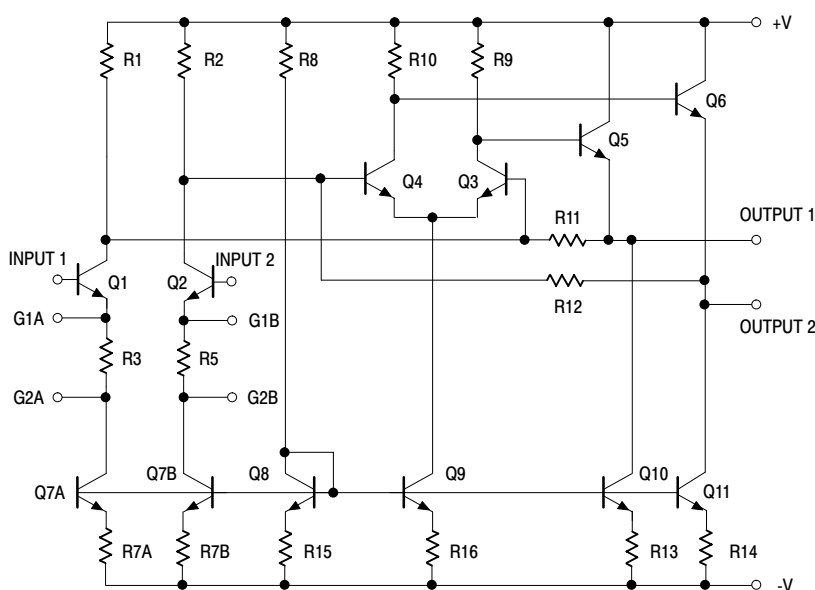 +V
R1
R2
R8
R10
R9
Q6
Q5
Q4
Q3
R11
OUTPUT 1
INPUT 1
Q1
Q2
INPUT 2
R12
G1A
G1B
OUTPUT 2
R3
R5
G2A
G2B
Q7A
Q7B
Q8
Q9
Q10
Q11
R7A
R7B
R15
R16
R13
R14
-V